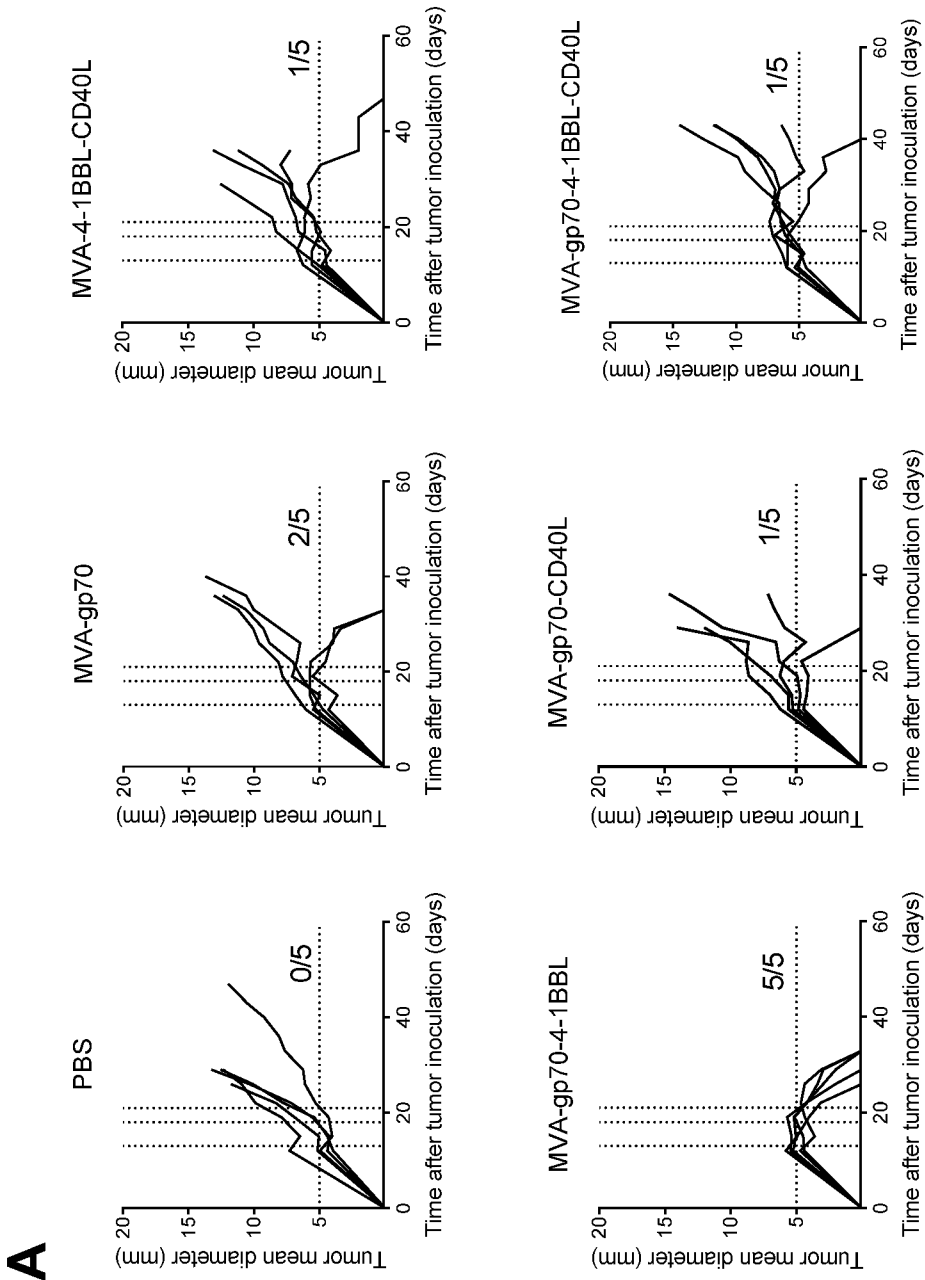 A
PBS
Tumor mean diameter (mm)
20
15
10
5
0/5
0
20
40
60
Time after tumor inoculation (days)
MVA-gp70
Tumor mean diameter (mm)
20
15
10
5
2/5
0
20
40
60
Time after tumor inoculation (days)
MVA-4-1BBL-CD40L
Tumor mean diameter (mm)
20
15
10
5
1/5
0
20
40
60
Time after tumor inoculation (days)
MVA-gp70-4-1BBL
Tumor mean diameter (mm)
20
15
10
5
5/5
0
20
40
60
Time after tumor inoculation (days)
MVA-gp70-CD40L
Tumor mean diameter (mm)
20
15
10
5
1/5
0
20
40
60
Time after tumor inoculation (days)
MVA-gp70-4-1BBL-CD40L
Tumor mean diameter (mm)
20
15
10
5
1/5
0
20
40
60
Time after tumor inoculation (days)